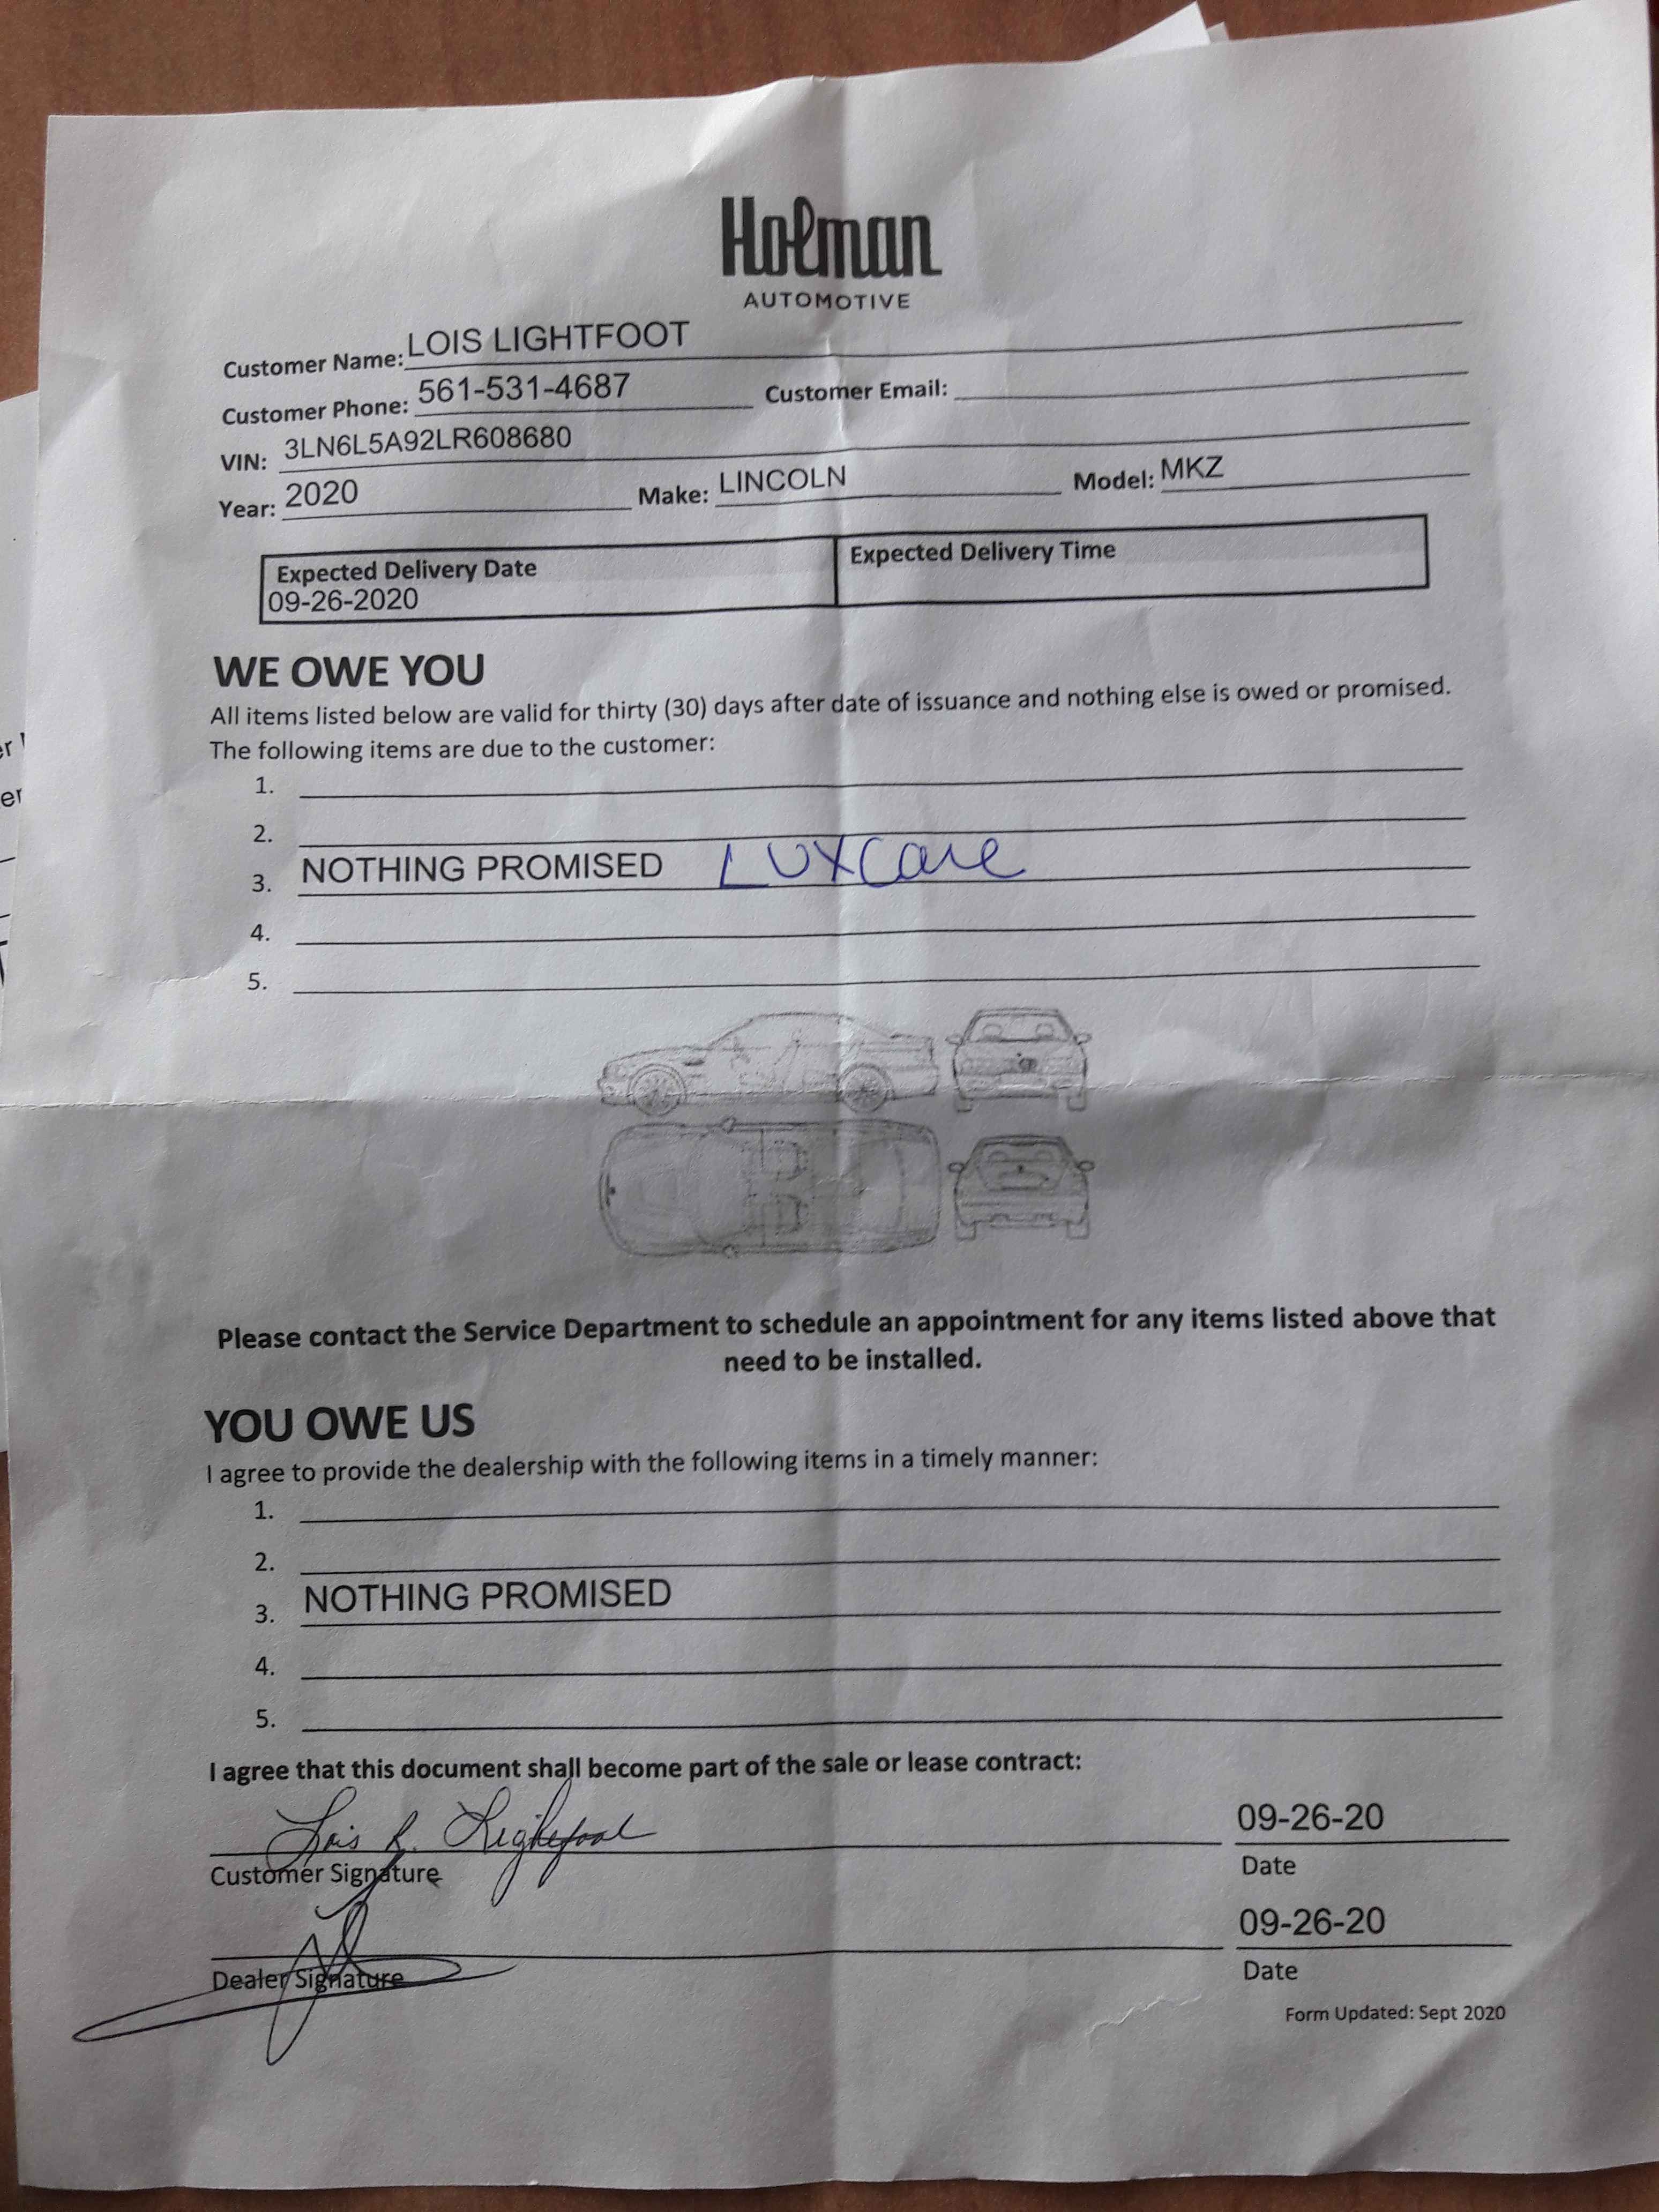 Holman
AUTOMOTIVE
Customer Name: LOIS LIGHTFOOT
Customer Phone: 561-531-4687 Customer Email:
VIN: 3LN6L5A92LR608680
Year: 2020 Make: LINCOLN Model: MKZ
Expected Delivery Date Expected Delivery Time
09-26-2020
WE OWE YOU
All items listed below are valid for thirty (30) days after date of issuance and nothing else is owed or promised.
The following items are due to the customer:
1.
2.
3. NOTHING PROMISED LUXCare
4.
5.
Please contact the Service Department to schedule an appointment for any items listed above that
need to be installed.
YOU OWE US
I agree to provide the dealership with the following items in a timely manner:
1.
2.
3. NOTHING PROMISED
4.
5.
I agree that this document shall become part of the sale or lease contract:
Lois R. Lightfoot 09-26-20
Customer Signature Date
09-26-20
Dealer Signature Date
Form Updated: Sept 2020